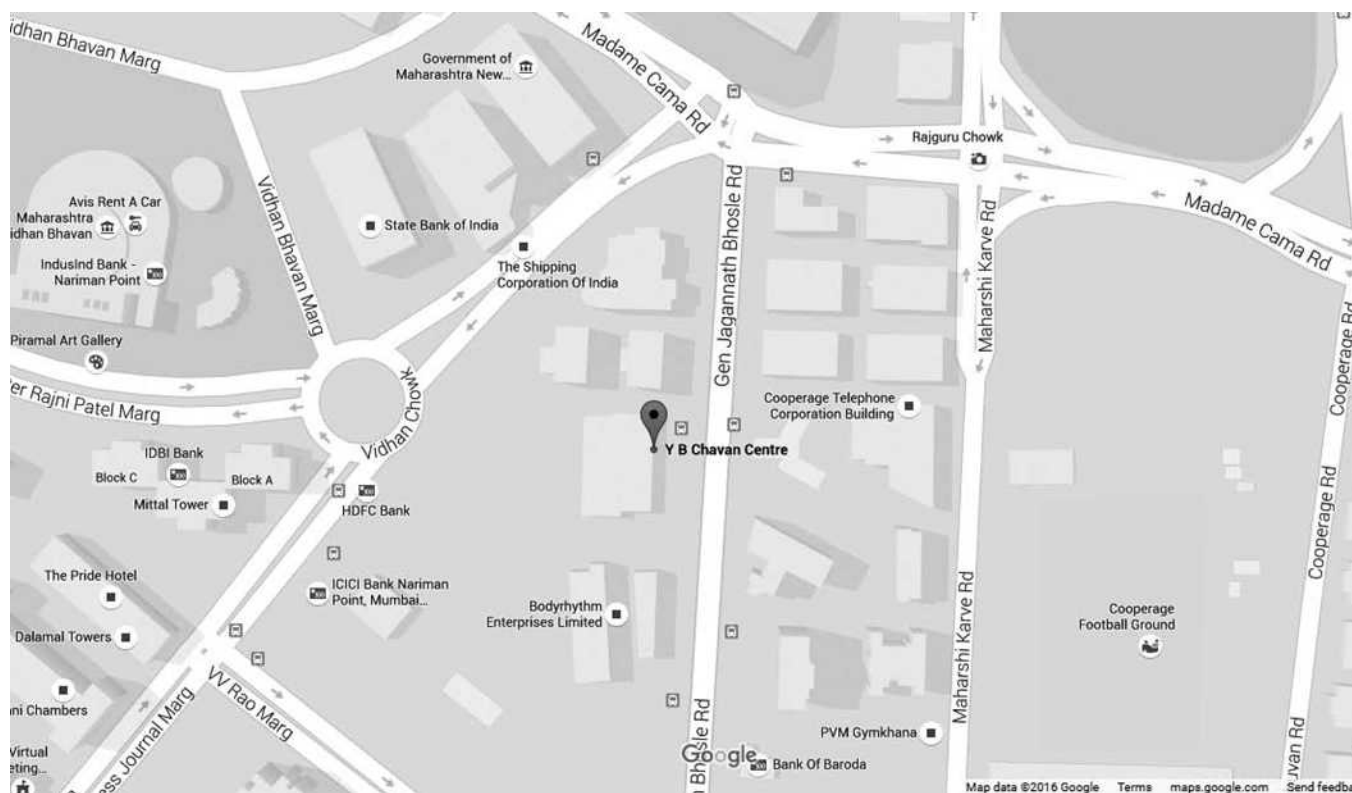 idhan Bhavan Marg
Government of
Maharashtra New...
Madame Cama Rd
Rajguru Chowk
Avis Rent A Car
Maharashtra
idhan Bhavan
IndusInd Bank -
Nariman Point
Vidhan Bhavan Marg
State Bank of India
The Shipping
Corporation Of India
Gen Jagannath Bhosle Rd
Maharshi Karve Rd
Madame Cama Rd
Cooperage Rd
Piramal Art Gallery
er Rajni Patel Marg
Vidhan Chowk
Cooperage Telephone
Corporation Building
Y B Chavan Centre
IDBI Bank
Block C
Block A
Mittal Tower
HDFC Bank
Cooperage Rd
The Pride Hotel
ICICI Bank Nariman
Point, Mumbai...
Bodyrhythm
Enterprises Limited
Cooperage
Football Ground
Dalamal Towers
Maharshi Karve Rd
ni Chambers
VV Rao Marg
ess Journal Marg
Bhosle Rd
PVM Gymkhana
Virtual
eting...
Google
Bank Of Baroda
uvan Rd
Map data ©2016 Google Terms maps.google.com Send feedba